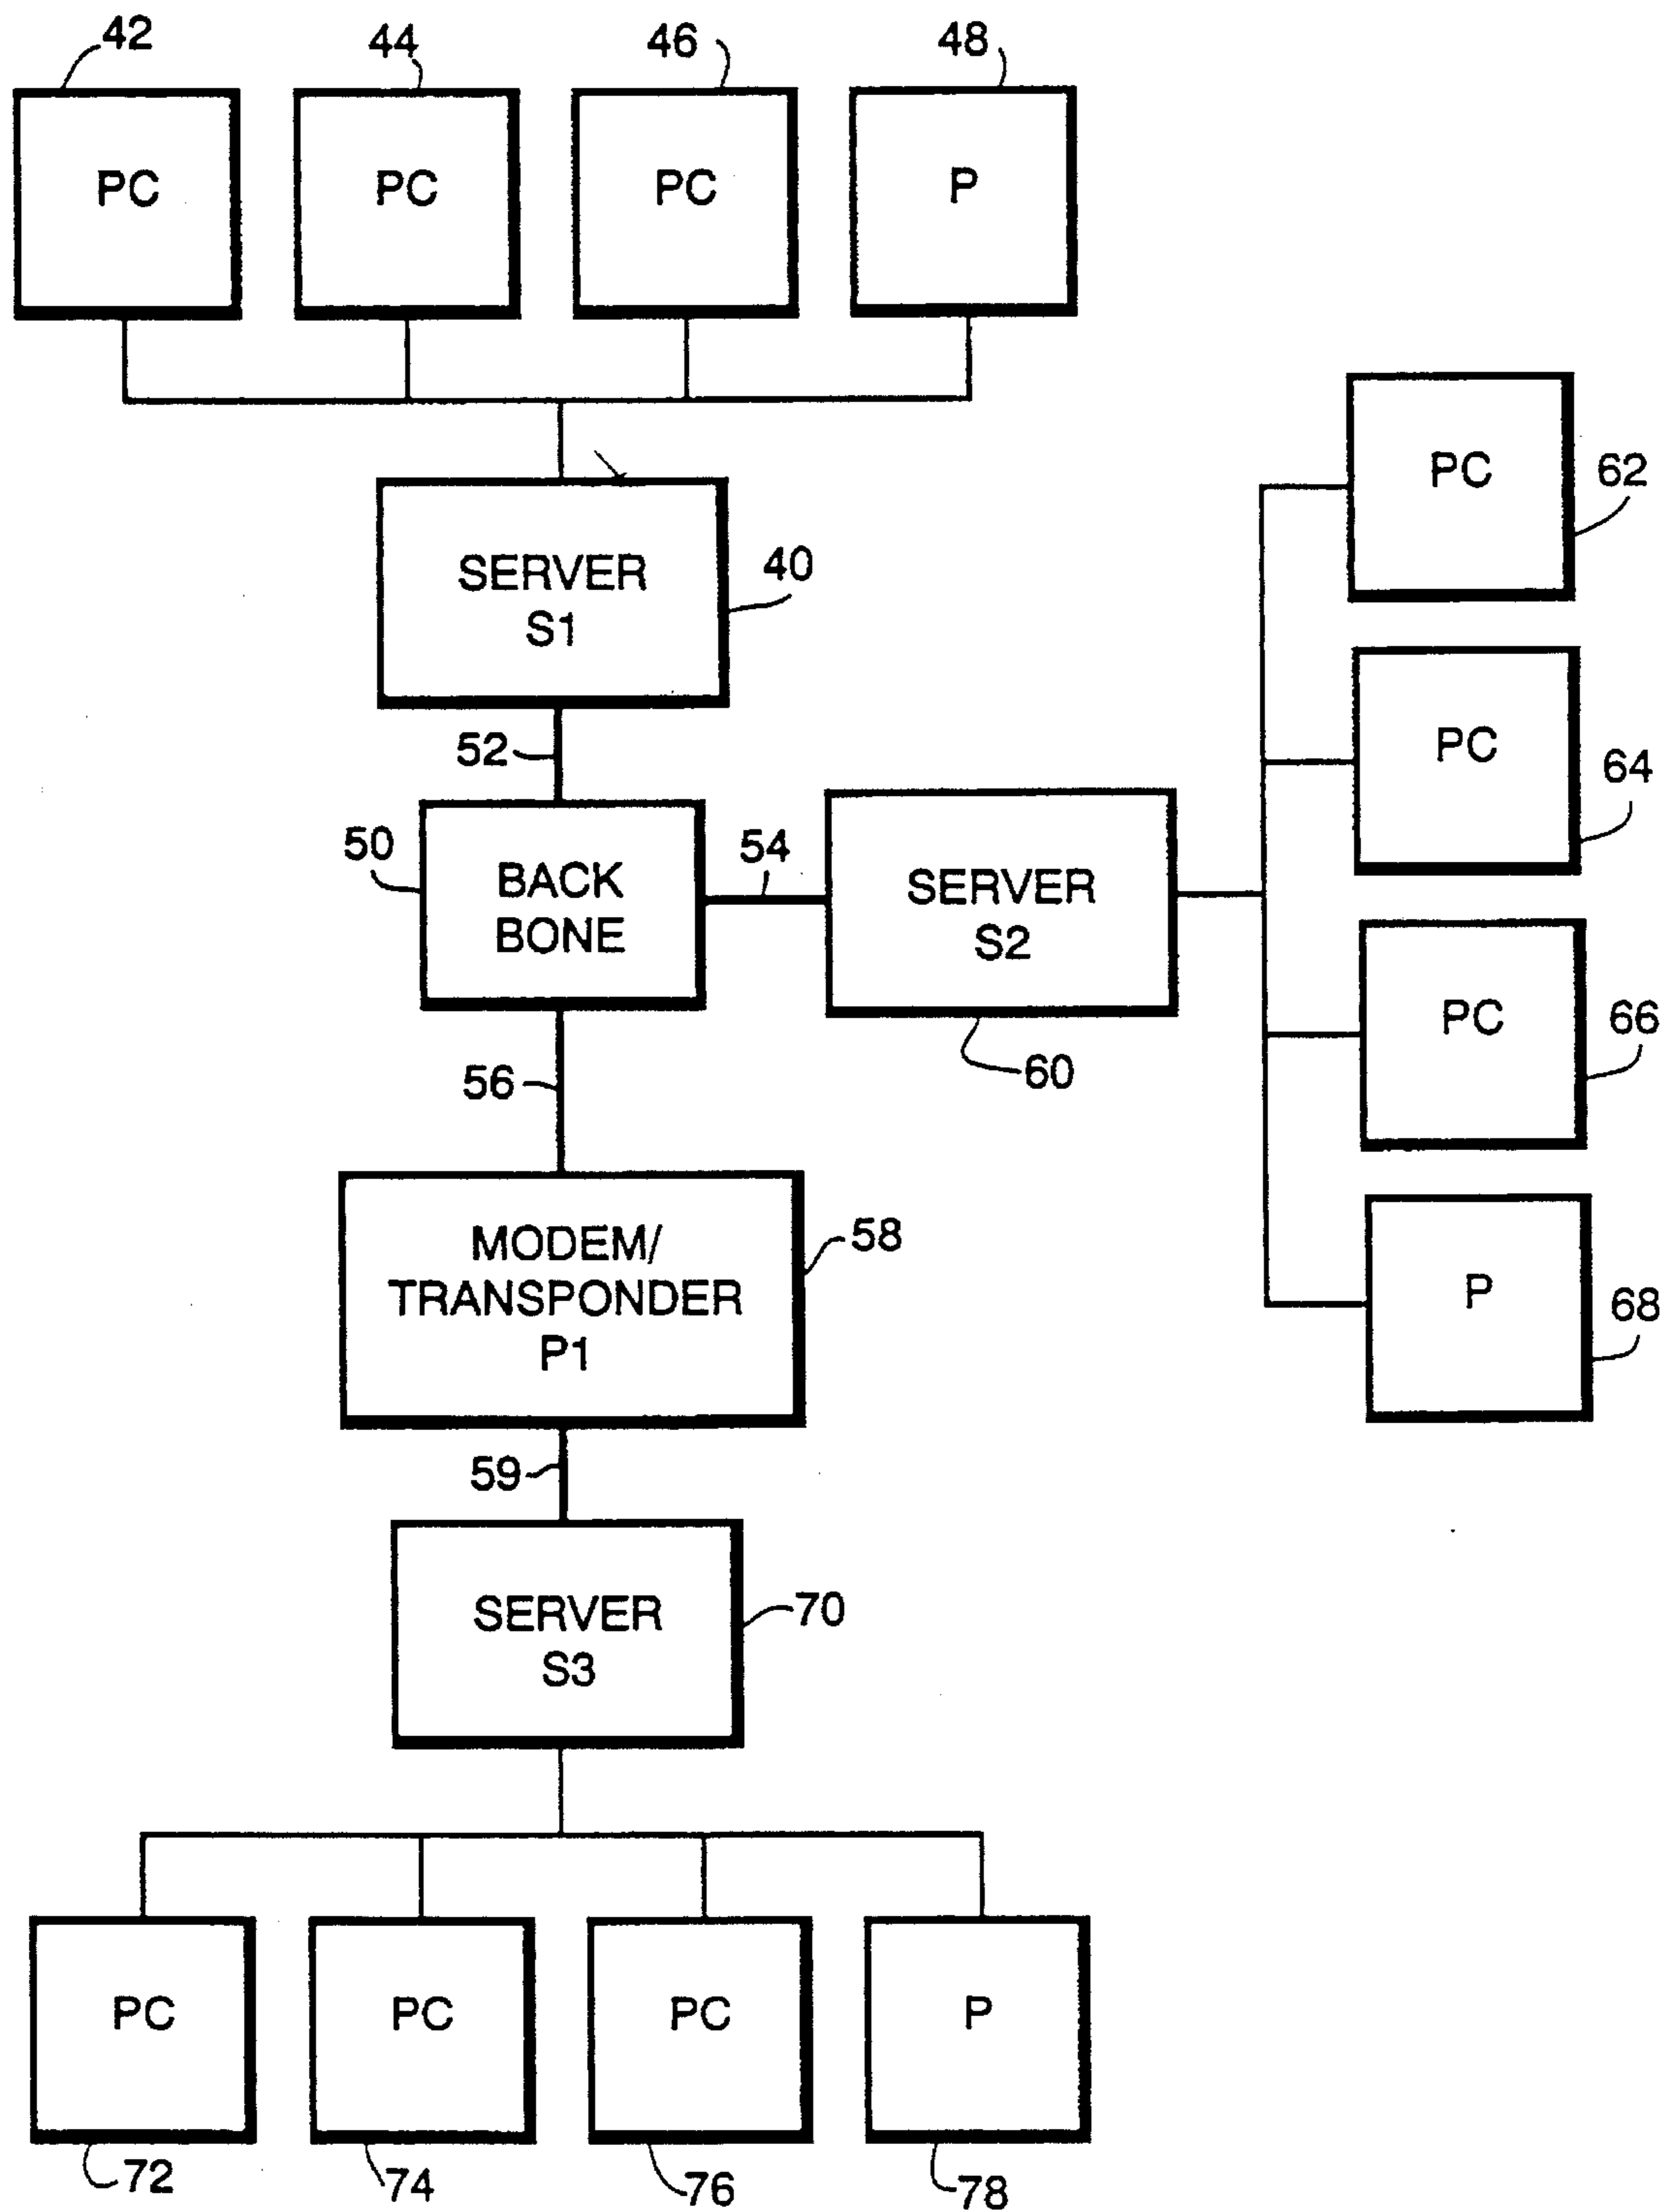 42
44
46
48
PC
PC
PC
P
PC
62
SERVER
S1
40
52
PC
64
50
BACK
BONE
54
SERVER
S2
60
PC
66
56
MODEM/
TRANSPONDER
P1
58
P
68
59
SERVER
S3
70
PC
PC
PC
P
72
74
76
78